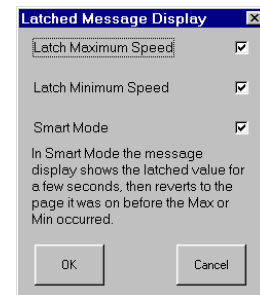 Latched Message Display
Latch Maximum Speed
Latch Minimum Speed
Smart Mode
In Smart Mode the message
display shows the latched value for
a few seconds, then reverts to the
page it was on before the Max or
Min occurred.
OK Cancel